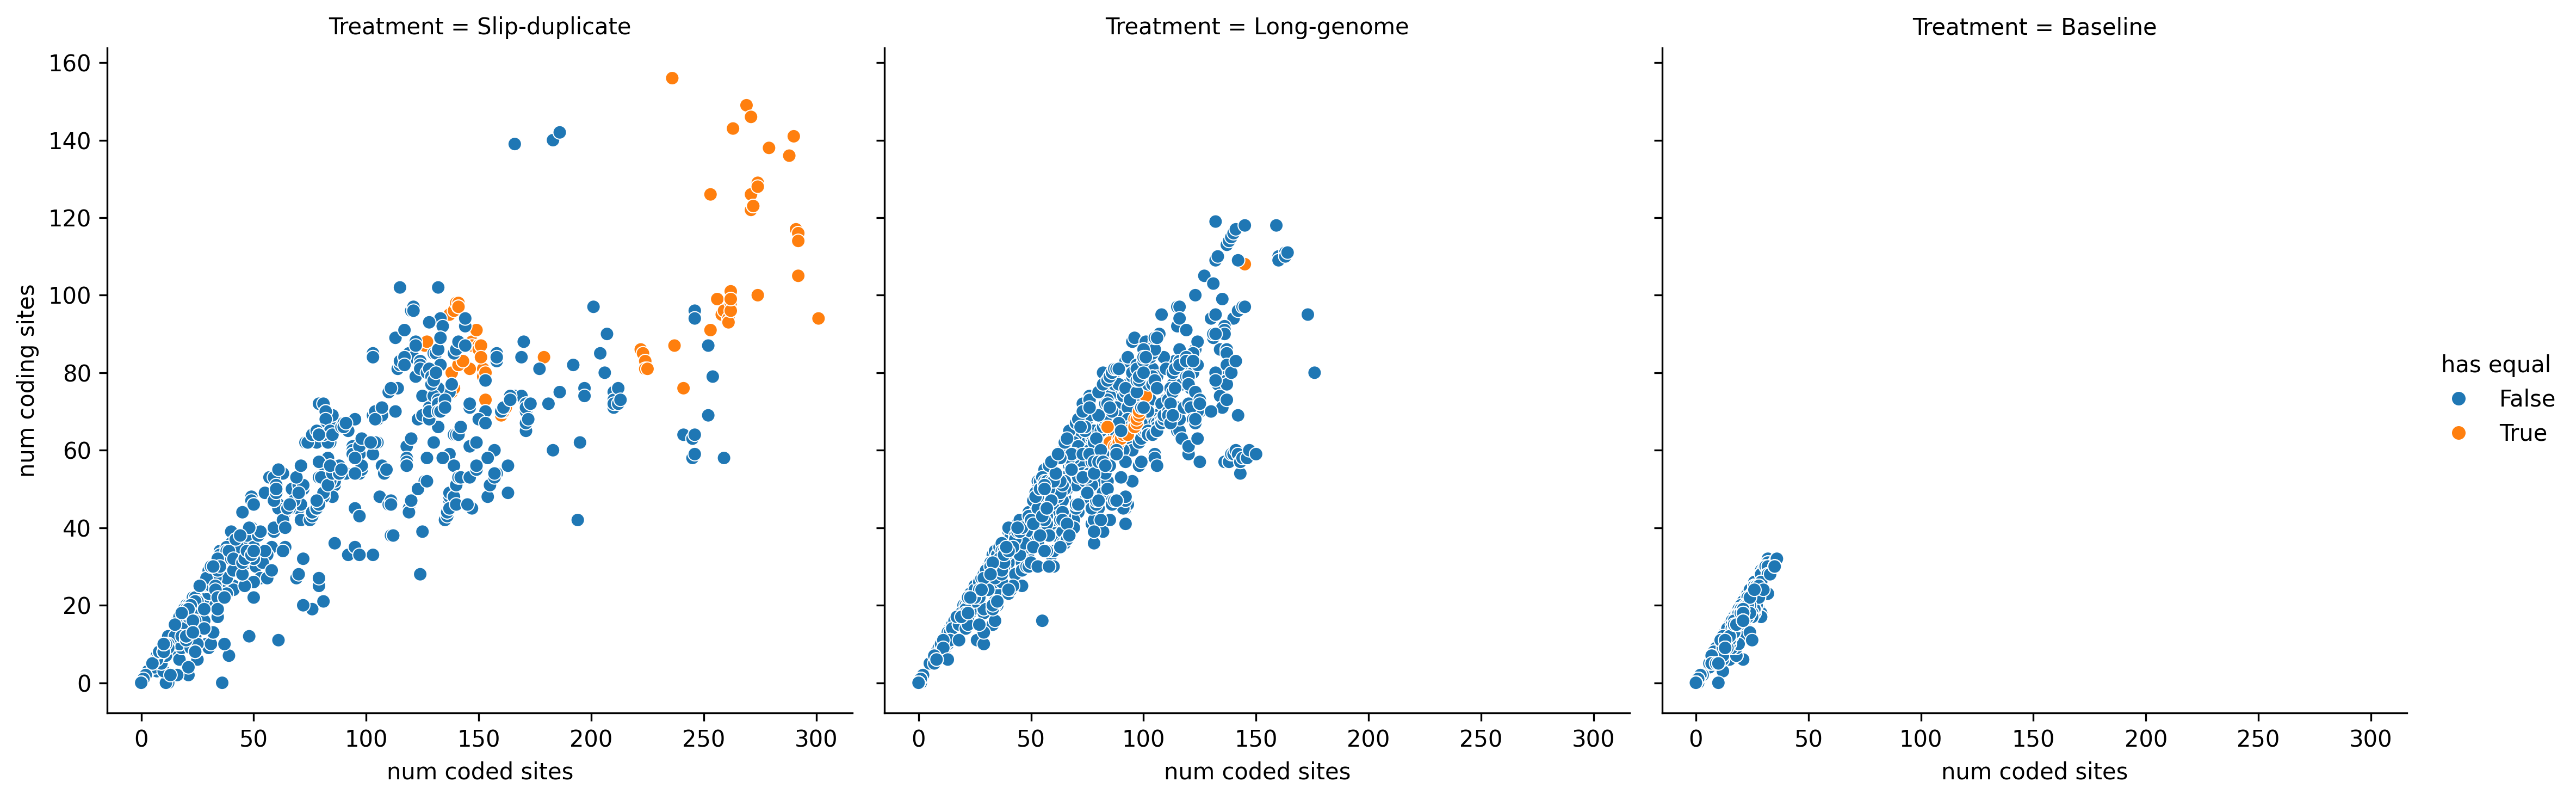 Treatment = Slip-duplicate
Treatment = Long-genome
Treatment = Baseline
num coding sites
160
140
120
100
80
60
40
20
0
0 50 100 150 200 250 300
0 50 100 150 200 250 300
0 50 100 150 200 250 300
num coded sites
num coded sites
num coded sites
has equal
False
True